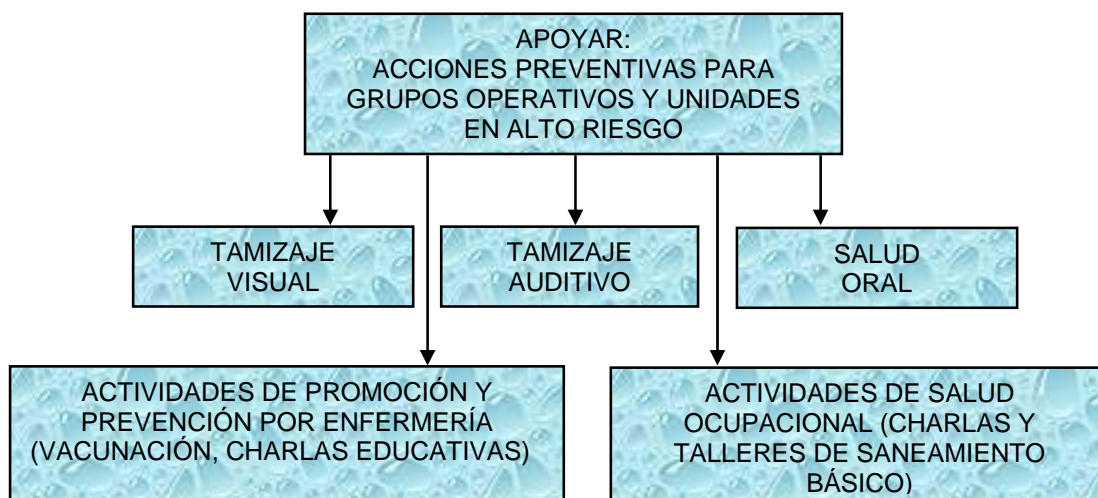 APOYAR:
ACCIONES PREVENTIVAS PARA
GRUPOS OPERATIVOS Y UNIDADES
EN ALTO RIESGO
TAMIZAJE
VISUAL
TAMIZAJE
AUDITIVO
SALUD
ORAL
ACTIVIDADES DE PROMOCIÓN Y
PREVENCIÓN POR ENFERMERÍA
(VACUNACIÓN, CHARLAS EDUCATIVAS)
ACTIVIDADES DE SALUD
OCUPACIONAL (CHARLAS Y
TALLERES DE SANEAMIENTO
BÁSICO)